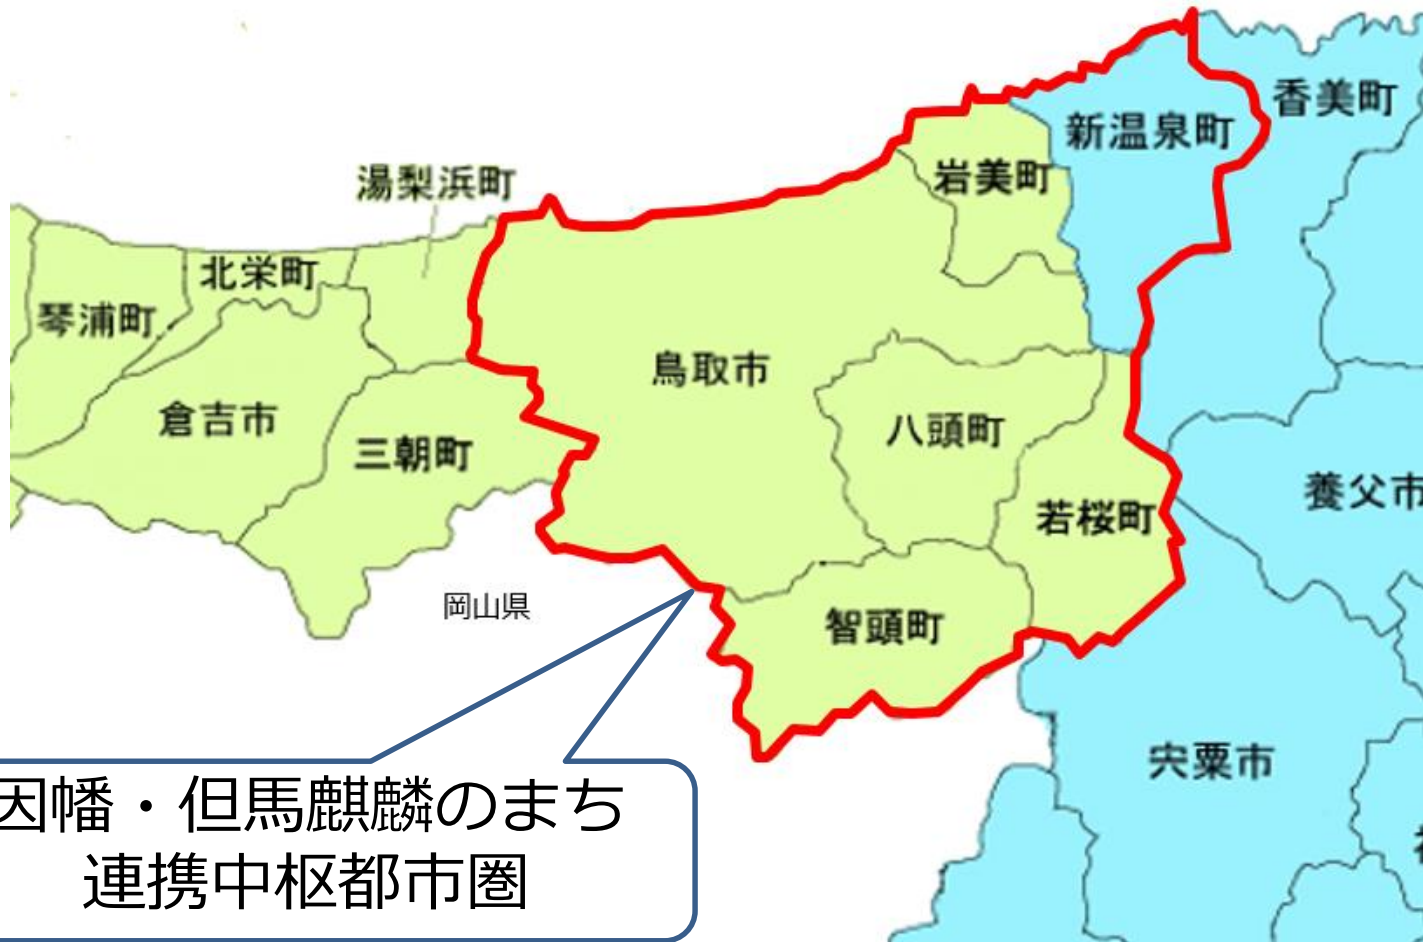 香美町
新温泉町
岩美町
湯梨浜町
北栄町
琴浦町
鳥取市
倉吉市
八頭町
三朝町
養父市
若桜町
岡山県
智頭町
宍粟市
因幡・但馬麒麟のまち
連携中枢都市圏